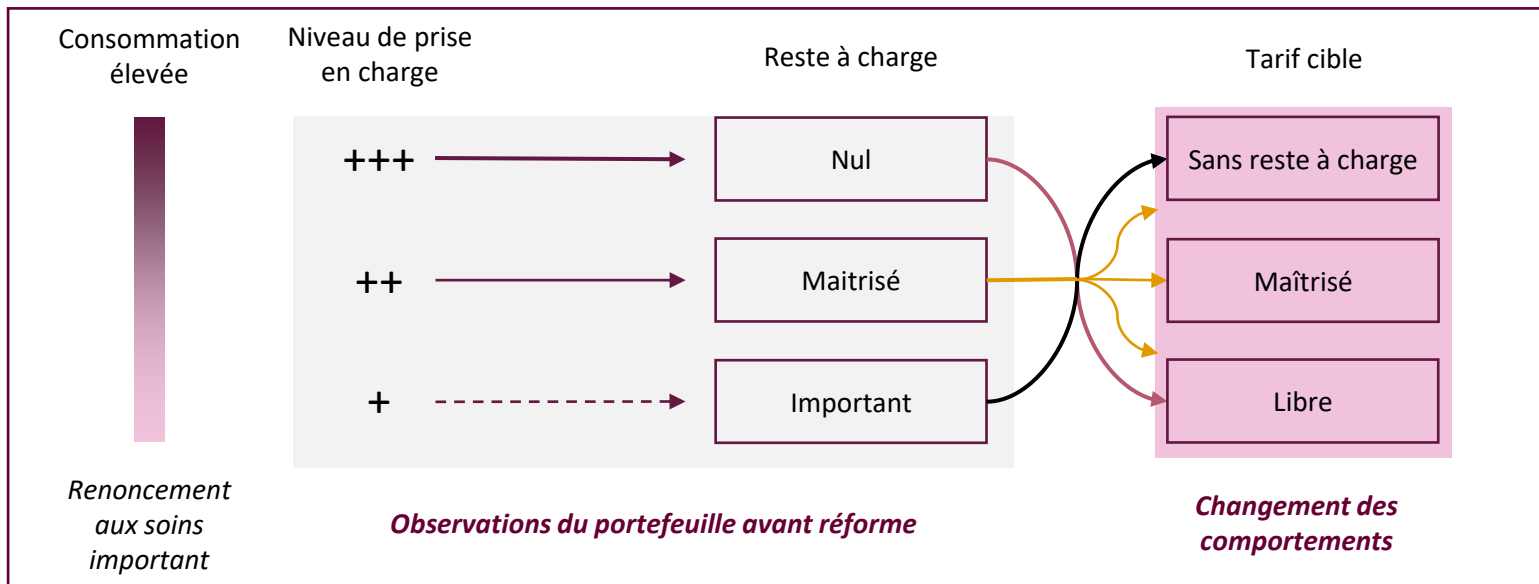 Consommation
élevée
Niveau de prise
en charge
Reste à charge
Tarif cible
+++
Nul
Sans reste à charge
++
Maitrisé
Maîtrisé
+
Important
Libre
Renoncement
aux soins
important
Observations du portefeuille avant réforme
Changement des
comportements